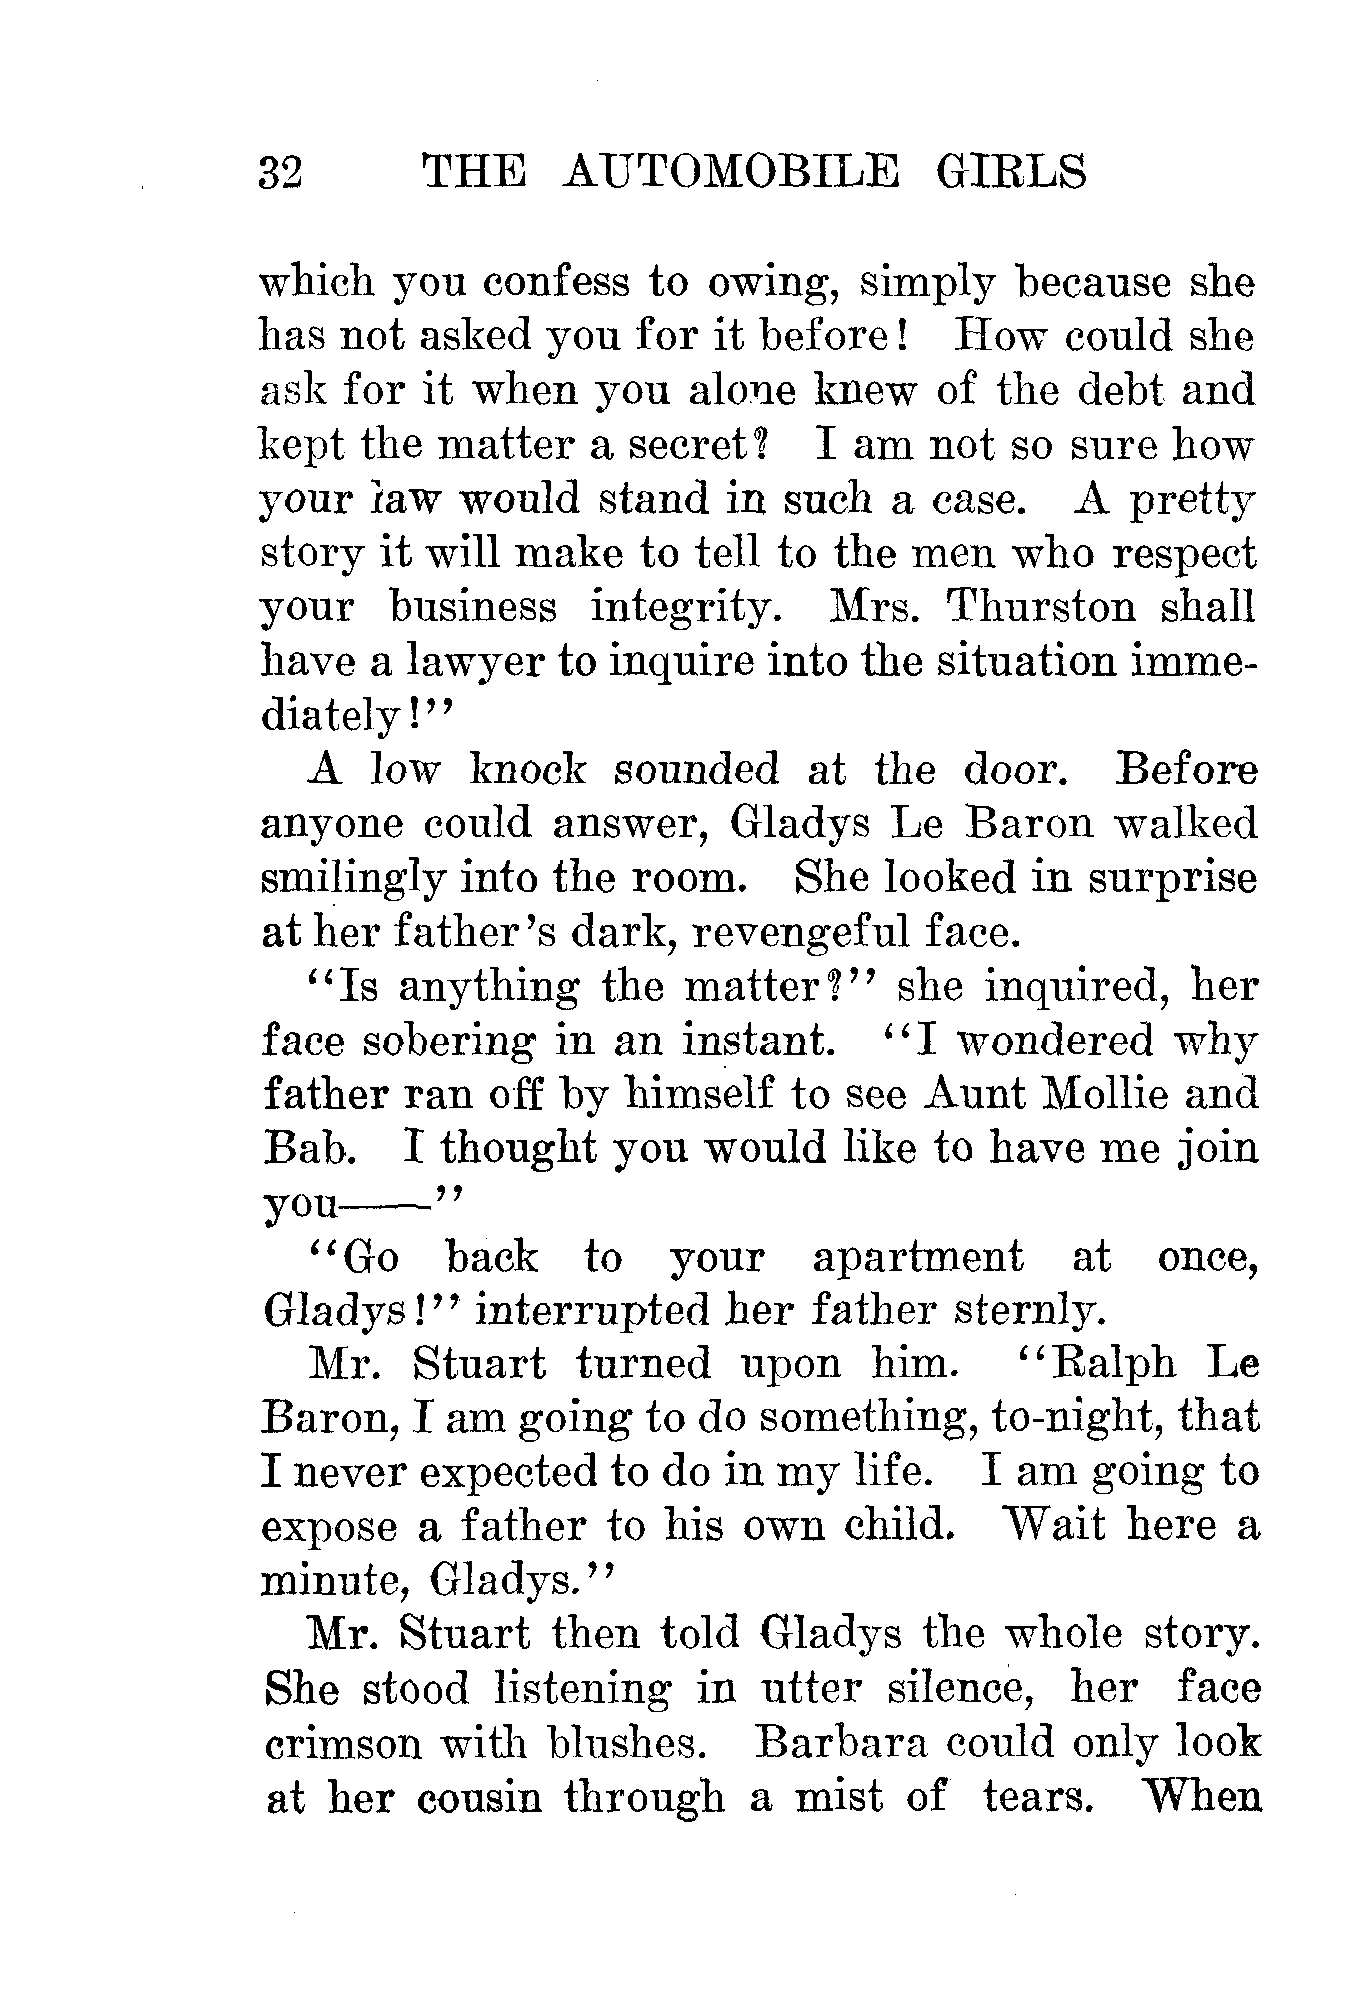 32 THE AUTOMOBILE GIRLS
which you confess to owing, simply because she
has not asked you for it before! How could she
ask for it when you alone knew of the debt and
kept the matter a secret? I am not so sure how
your law would stand in such a case. A pretty
story it will make to tell to the men who respect
your business integrity. Mrs. Thurston shall
have a lawyer to inquire into the situation imme-
diately!"
A low knock sounded at the door. Before
anyone could answer, Gladys Le Baron walked
smilingly into the room. She looked in surprise
at her father's dark, revengeful face.
"Is anything the matter?" she inquired, her
face sobering in an instant. "I wondered why
father ran off by himself to see Aunt Mollie and
Bab. I thought you would like to have me join
you——"
"Go back to your apartment at once,
Gladys!" interrupted her father sternly.
Mr. Stuart turned upon him. "Ralph Le
Baron, I am going to do something, to-night, that
I never expected to do in my life. I am going to
expose a father to his own child. Wait here a
minute, Gladys."
Mr. Stuart then told Gladys the whole story.
She stood listening in utter silence, her face
crimson with blushes. Barbara could only look
at her cousin through a mist of tears. When